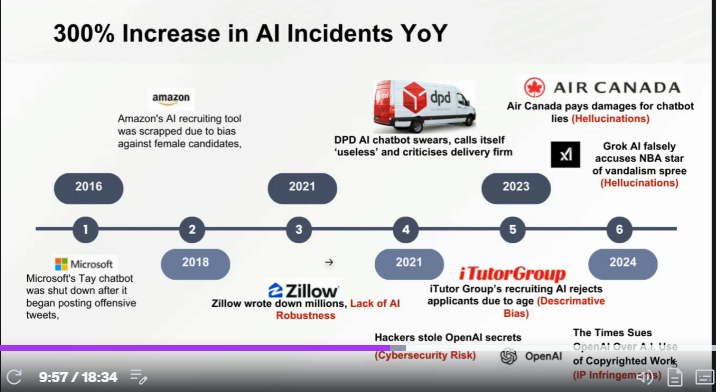 300% Increase in AI Incidents YoY
amazon
Amazon's AI recruiting tool
was scrapped due to bias
against female candidates,
dpd
DPD AI chatbot swears, calls itself
'useless' and criticises delivery firm
AIR CANADA
Air Canada pays damages for chatbot
lies (Hellucinations)
xI
Grok AI falsely
accuses NBA star
of vandalism spree
(Hellucinations)
2016
2021
2023
1
2
3
4
5
6
2018
2021
2024
Microsoft
Microsoft's Tay chatbot
was shut down after it
began posting offensive
tweets,
Zillow
Zillow wrote down millions, Lack of AI
Robustness
iTutorGroup
iTutor Group's recruiting AI rejects
applicants due to age (Descrimative
Bias)
Hackers stole OpenAI secrets
(Cybersecurity Risk)
OpenAI
The Times Sues
OpenAI Over A.I. Use
of Copyrighted Work
(IP Infringements)
9:57 / 18:34